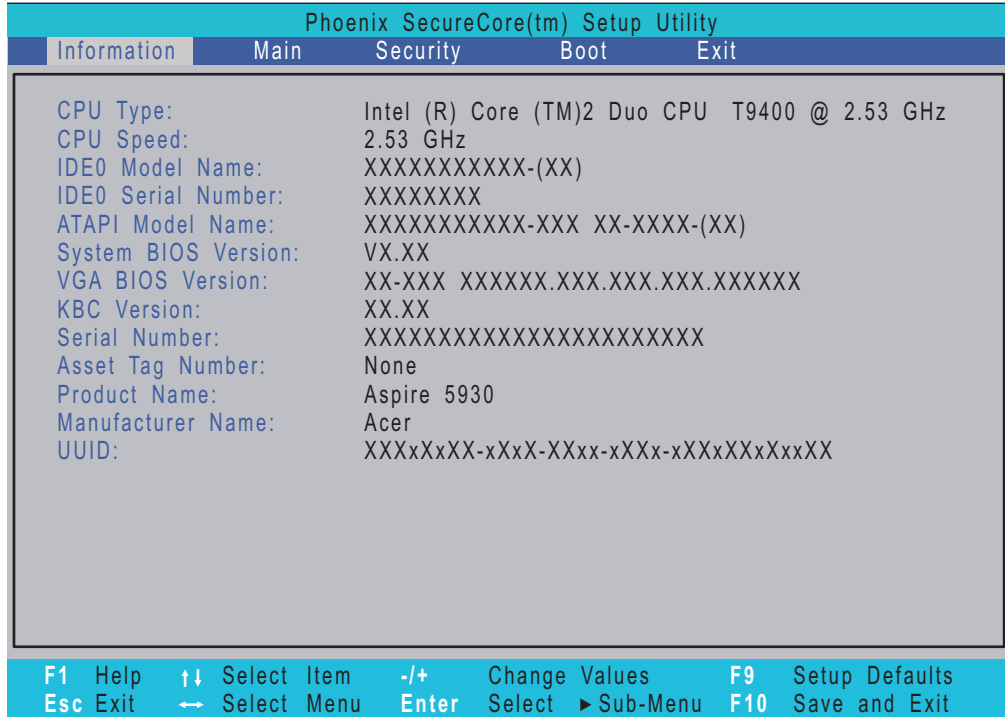 Phoenix SecureCore(tm) Setup Utility
Information Main Security Boot Exit
CPU Type: Intel (R) Core (TM)2 Duo CPU T9400 @ 2.53 GHz
CPU Speed: 2.53 GHz
IDE0 Model Name: XXXXXXXXXXX-(XX)
IDE0 Serial Number: XXXXXXXX
ATAPI Model Name: XXXXXXXXXXX-XXX XX-XXXX-(XX)
System BIOS Version: VX.XX
VGA BIOS Version: XX-XXX XXXXXX.XXX.XXX.XXX.XXXXXX
KBC Version: XX.XX
Serial Number: XXXXXXXXXXXXXXXXXXXXXXX
Asset Tag Number: None
Product Name: Aspire 5930
Manufacturer Name: Acer
UUID: XXXxXxXX-xXxX-XXxx-xXXx-xXXxXXxXxxXX
F1 Help ↑↓ Select Item -/+ Change Values F9 Setup Defaults
Esc Exit ↔ Select Menu Enter Select ▶ Sub-Menu F10 Save and Exit